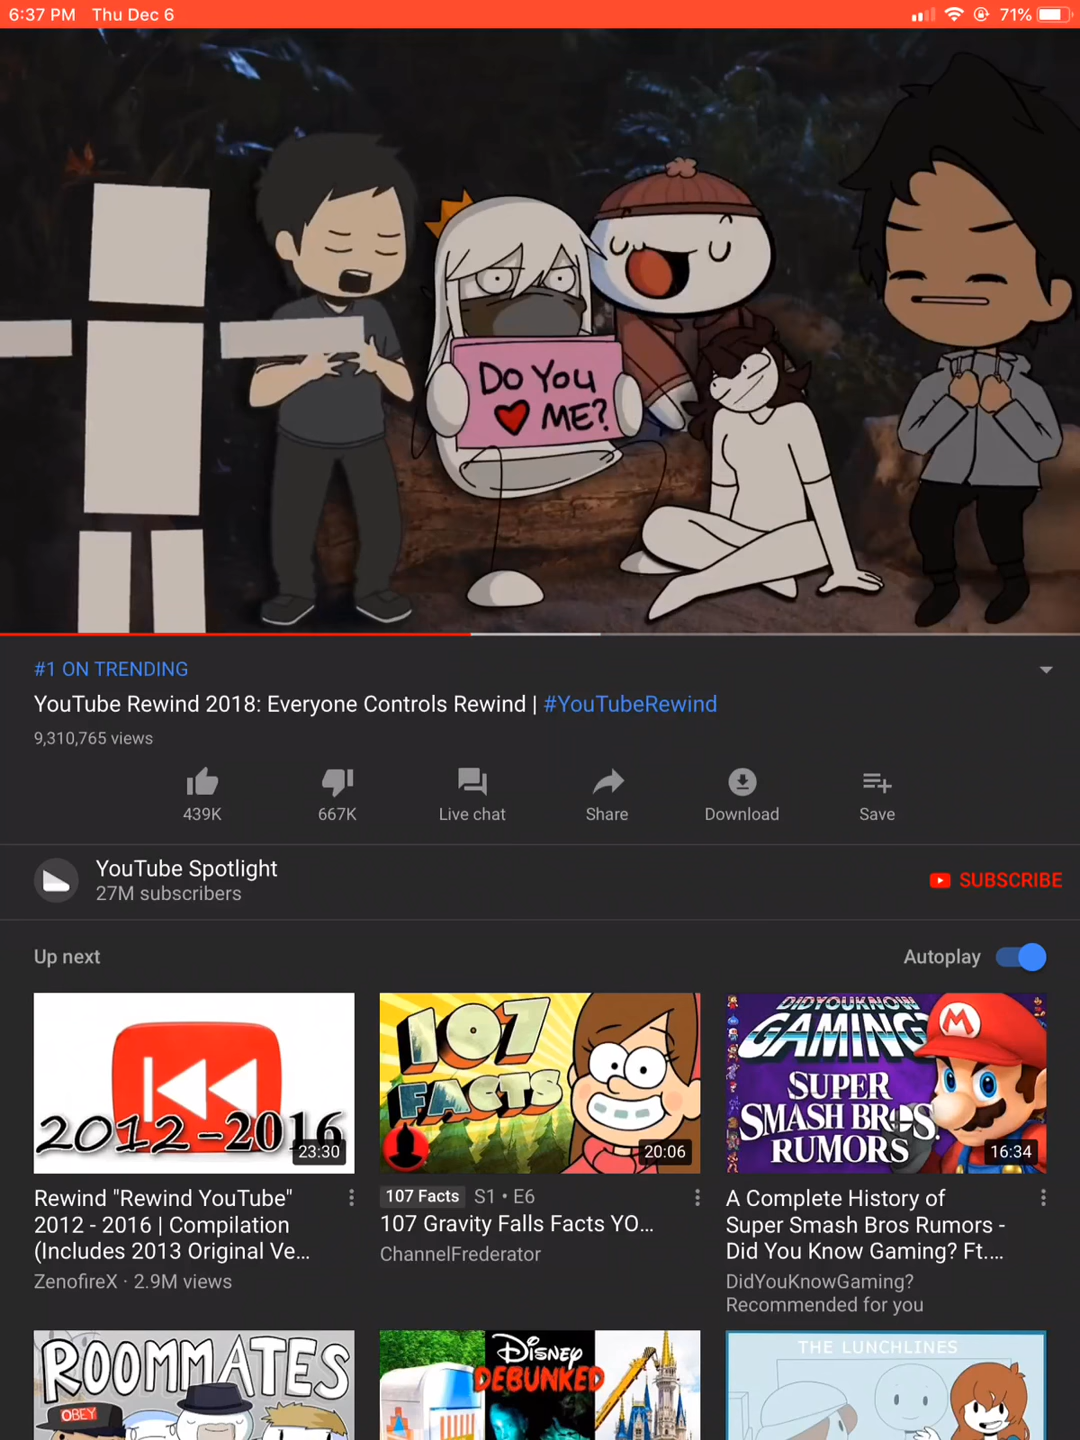 6:37 PM Thu Dec 6 71%
DO YOU
ME?
#1 ON TRENDING
YouTube Rewind 2018: Everyone Controls Rewind | #YouTubeRewind
9,310,765 views
439K 667K Live chat Share Download Save
YouTube Spotlight
27M subscribers
SUBSCRIBE
Up next Autoplay
2012-2016
23:30
107
FACTS
20:06
DIDYOUKNOW
GAMING?
SUPER
SMASH BROS.
RUMORS
16:34
Rewind "Rewind YouTube"
2012 - 2016 | Compilation
(Includes 2013 Original Ve...
ZenofireX · 2.9M views
107 Facts S1 • E6
107 Gravity Falls Facts YO...
ChannelFrederator
A Complete History of
Super Smash Bros Rumors -
Did You Know Gaming? Ft....
DidYouKnowGaming?
Recommended for you
ROOMMATES
OBEY
Disney
DEBUNKED
THE LUNCHLINES